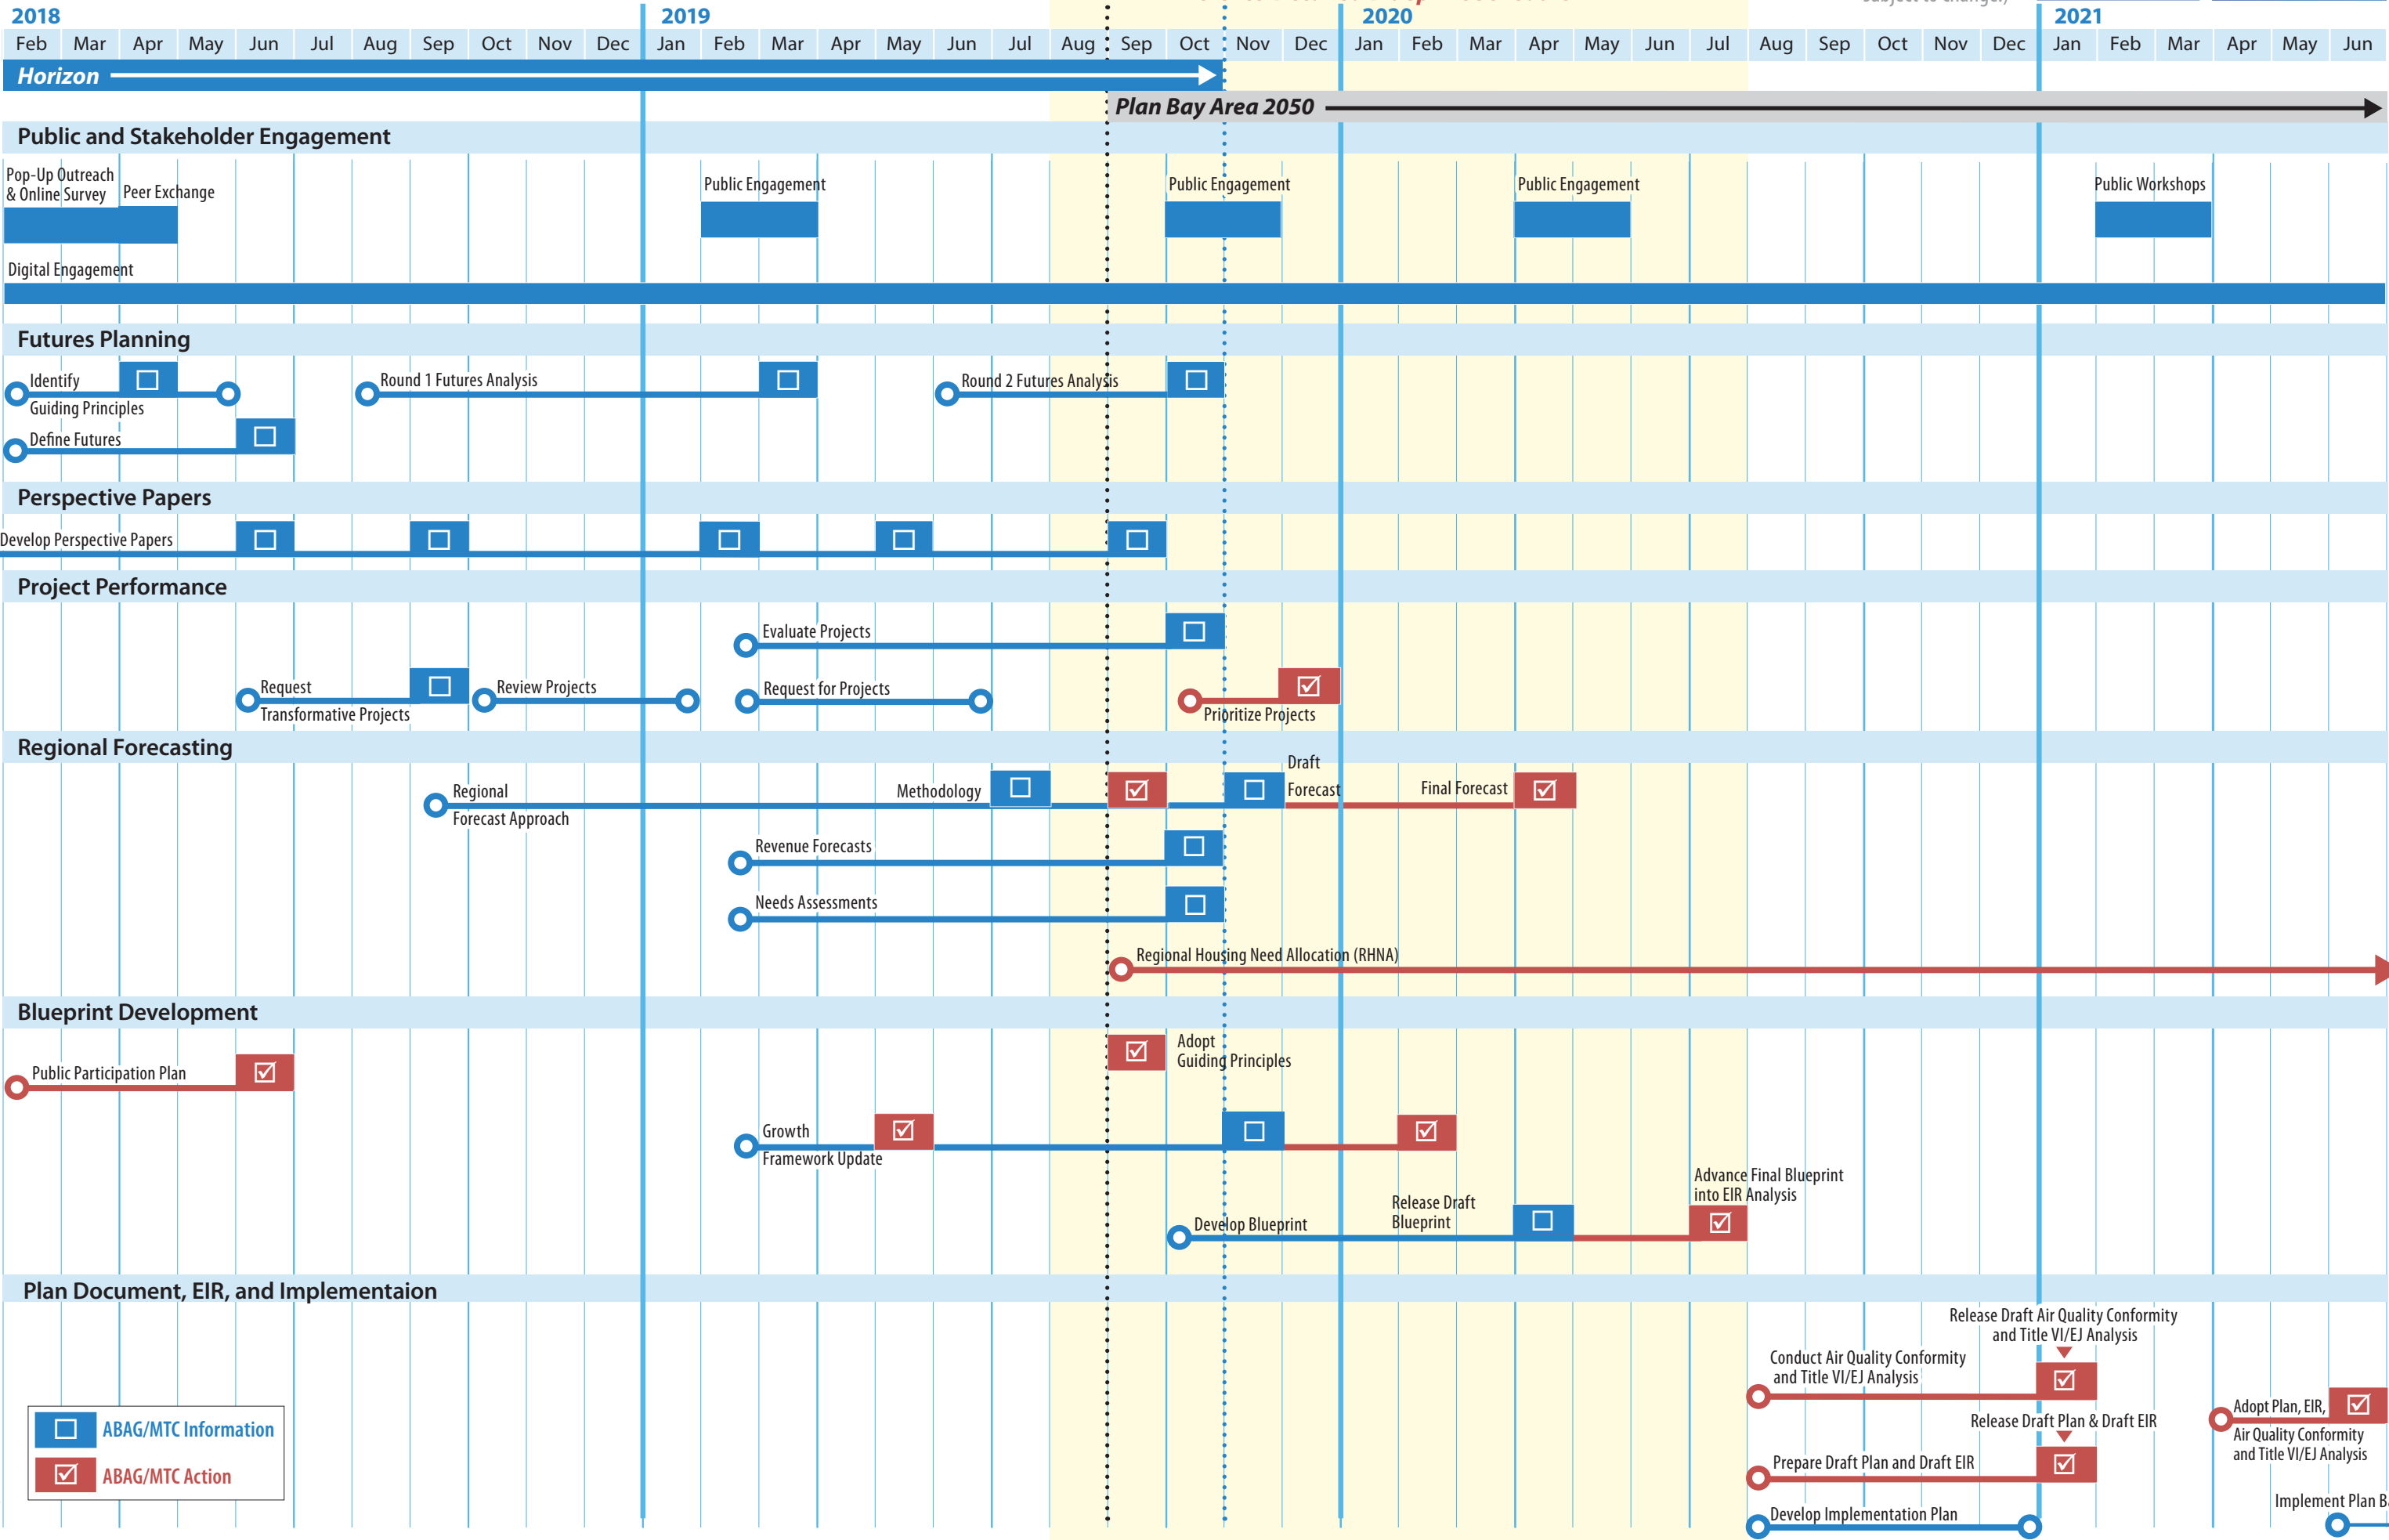 subject to change.)
2018
2019
2020
2021
Feb Mar Apr May Jun Jul Aug Sep Oct Nov Dec Jan Feb Mar Apr May Jun Jul Aug Sep Oct Nov Dec Jan Feb Mar Apr May Jun Jul Aug Sep Oct Nov Dec Jan Feb Mar Apr May Jun
Horizon
Plan Bay Area 2050
Public and Stakeholder Engagement
Pop-Up Outreach
& Online Survey
Peer Exchange
Public Engagement
Public Engagement
Public Engagement
Public Workshops
Digital Engagement
Futures Planning
Identify
Guiding Principles
Round 1 Futures Analysis
Round 2 Futures Analysis
Define Futures
Perspective Papers
Develop Perspective Papers
Project Performance
Evaluate Projects
Request
Transformative Projects
Review Projects
Request for Projects
Prioritize Projects
Regional Forecasting
Regional
Forecast Approach
Methodology
Draft
Forecast
Final Forecast
Revenue Forecasts
Needs Assessments
Regional Housing Need Allocation (RHNA)
Blueprint Development
Public Participation Plan
Adopt
Guiding Principles
Growth
Framework Update
Develop Blueprint
Release Draft
Blueprint
Advance Final Blueprint
into EIR Analysis
Plan Document, EIR, and Implementaion
Release Draft Air Quality Conformity
and Title VI/EJ Analysis
Conduct Air Quality Conformity
and Title VI/EJ Analysis
Release Draft Plan & Draft EIR
Adopt Plan, EIR,
Air Quality Conformity
and Title VI/EJ Analysis
Prepare Draft Plan and Draft EIR
Implement Plan B
Develop Implementation Plan
ABAG/MTC Information
ABAG/MTC Action